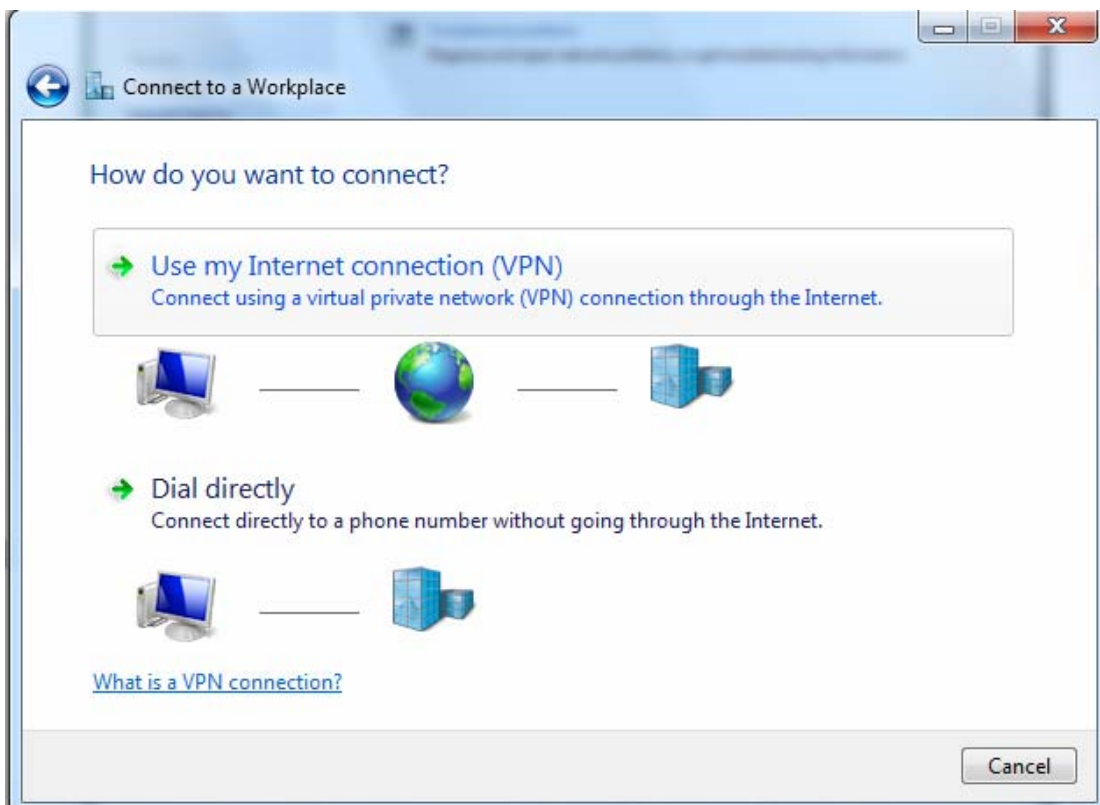 Connect to a Workplace
How do you want to connect?
Use my Internet connection (VPN)
Connect using a virtual private network (VPN) connection through the Internet.
Dial directly
Connect directly to a phone number without going through the Internet.
What is a VPN connection?
Cancel